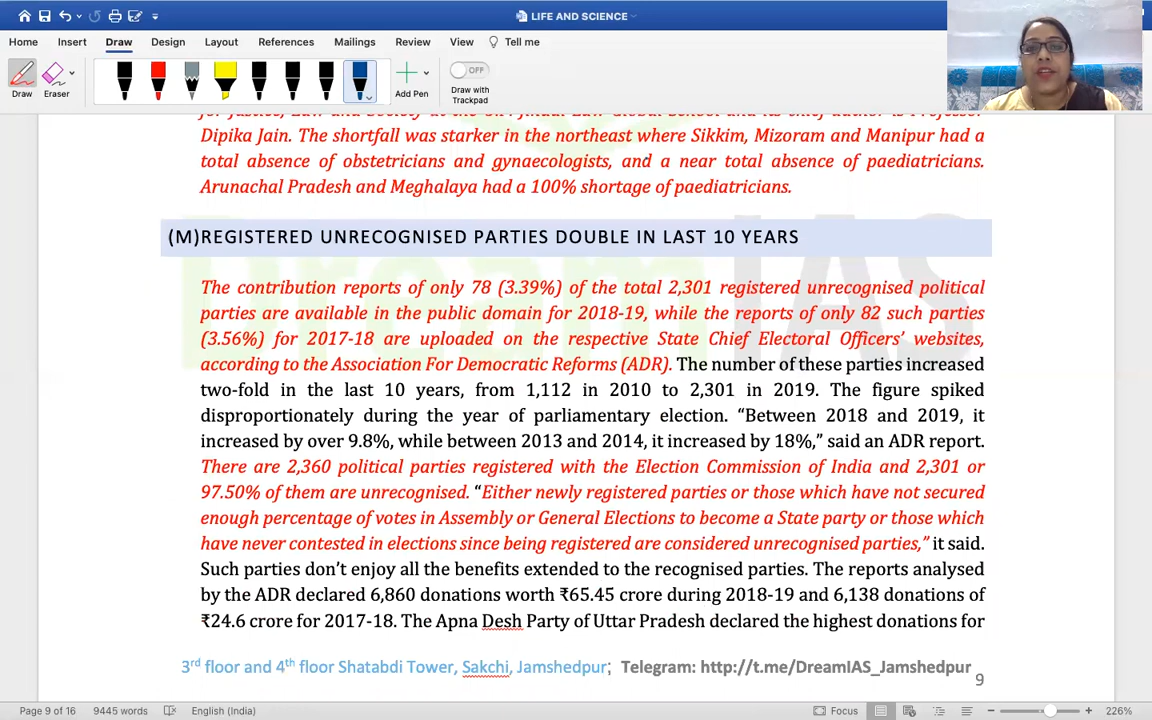 LIFE AND SCIENCE
Home Insert Draw Design Layout References Mailings Review View Tell me
Draw Eraser Add Pen OFF Draw with Trackpad
Dipika Jain. The shortfall was starker in the northeast where Sikkim, Mizoram and Manipur had a
total absence of obstetricians and gynaecologists, and a near total absence of paediatricians.
Arunachal Pradesh and Meghalaya had a 100% shortage of paediatricians.
(M)REGISTERED UNRECOGNISED PARTIES DOUBLE IN LAST 10 YEARS
The contribution reports of only 78 (3.39%) of the total 2,301 registered unrecognised political
parties are available in the public domain for 2018-19, while the reports of only 82 such parties
(3.56%) for 2017-18 are uploaded on the respective State Chief Electoral Officers’ websites,
according to the Association For Democratic Reforms (ADR). The number of these parties increased
two-fold in the last 10 years, from 1,112 in 2010 to 2,301 in 2019. The figure spiked
disproportionately during the year of parliamentary election. “Between 2018 and 2019, it
increased by over 9.8%, while between 2013 and 2014, it increased by 18%,” said an ADR report.
There are 2,360 political parties registered with the Election Commission of India and 2,301 or
97.50% of them are unrecognised. “Either newly registered parties or those which have not secured
enough percentage of votes in Assembly or General Elections to become a State party or those which
have never contested in elections since being registered are considered unrecognised parties,” it said.
Such parties don’t enjoy all the benefits extended to the recognised parties. The reports analysed
by the ADR declared 6,860 donations worth ₹65.45 crore during 2018-19 and 6,138 donations of
₹24.6 crore for 2017-18. The Apna Desh Party of Uttar Pradesh declared the highest donations for
3rd floor and 4th floor Shatabdi Tower, Sakchi, Jamshedpur; Telegram: http://t.me/DreamIAS_Jamshedpur
9
DreamIAS
Page 9 of 16 9445 words English (India) Focus 226%